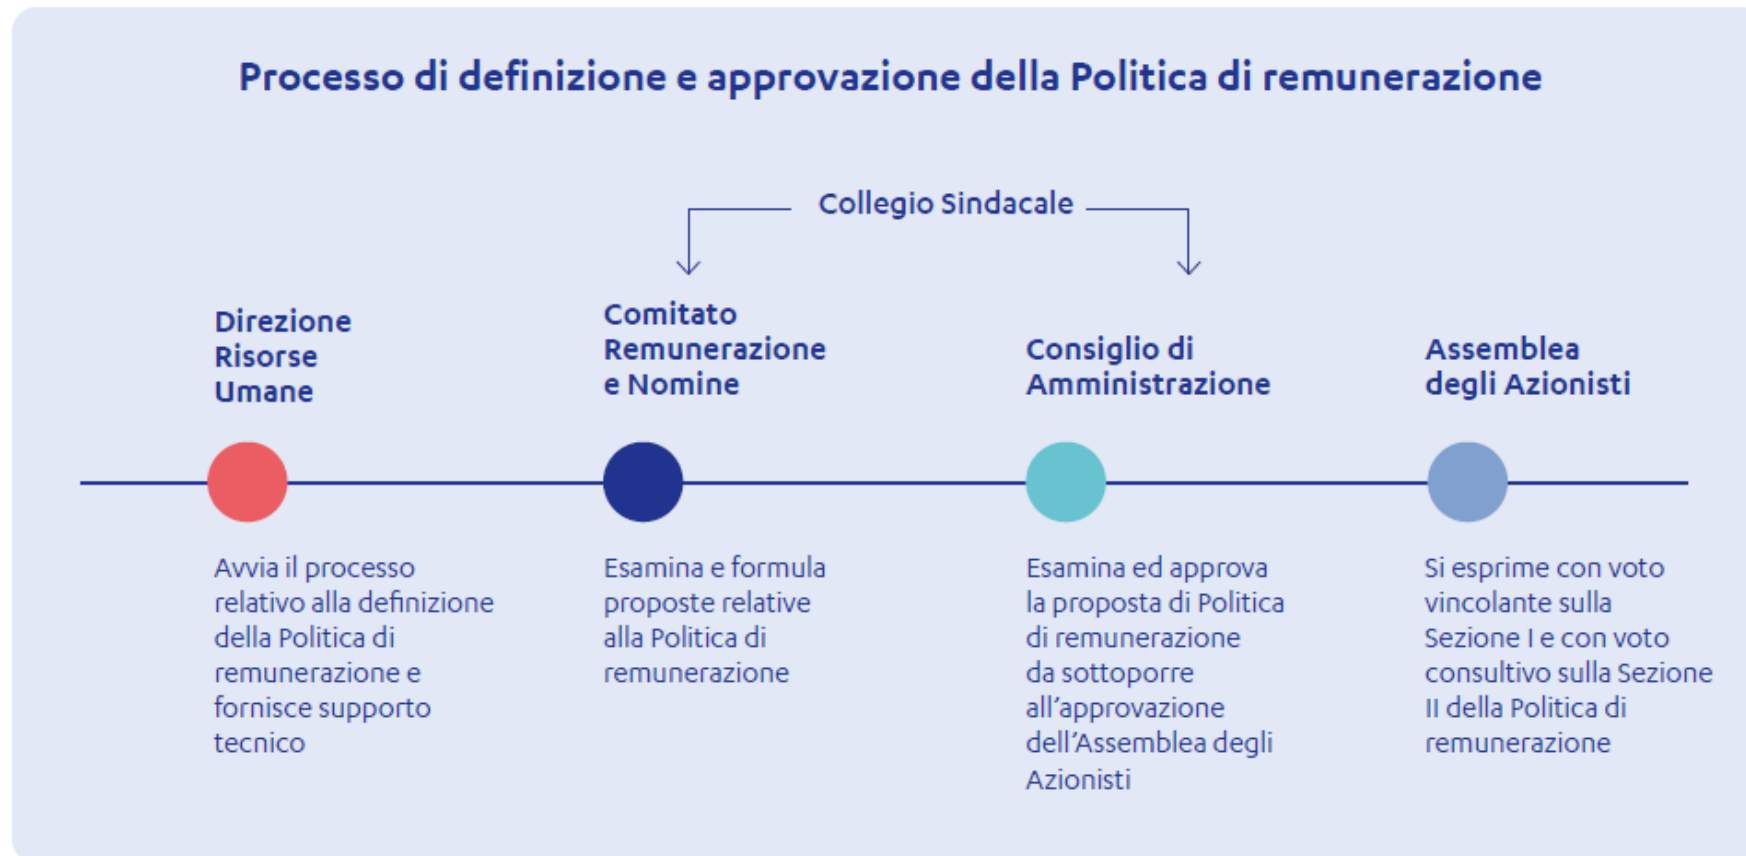 Processo di definizione e approvazione della Politica di remunerazione
Collegio Sindacale
Direzione
Risorse
Umane
Avvia il processo
relativo alla definizione
della Politica di
remunerazione e
fornisce supporto
tecnico
Comitato
Remunerazione
e Nomine
Esamina e formula
proposte relative
alla Politica di
remunerazione
Consiglio di
Amministrazione
Esamina ed approva
la proposta di Politica
di remunerazione
da sottoporre
all'approvazione
dell'Assemblea degli
Azionisti
Assemblea
degli Azionisti
Si esprime con voto
vincolante sulla
Sezione I e con voto
consultivo sulla Sezione
II della Politica di
remunerazione